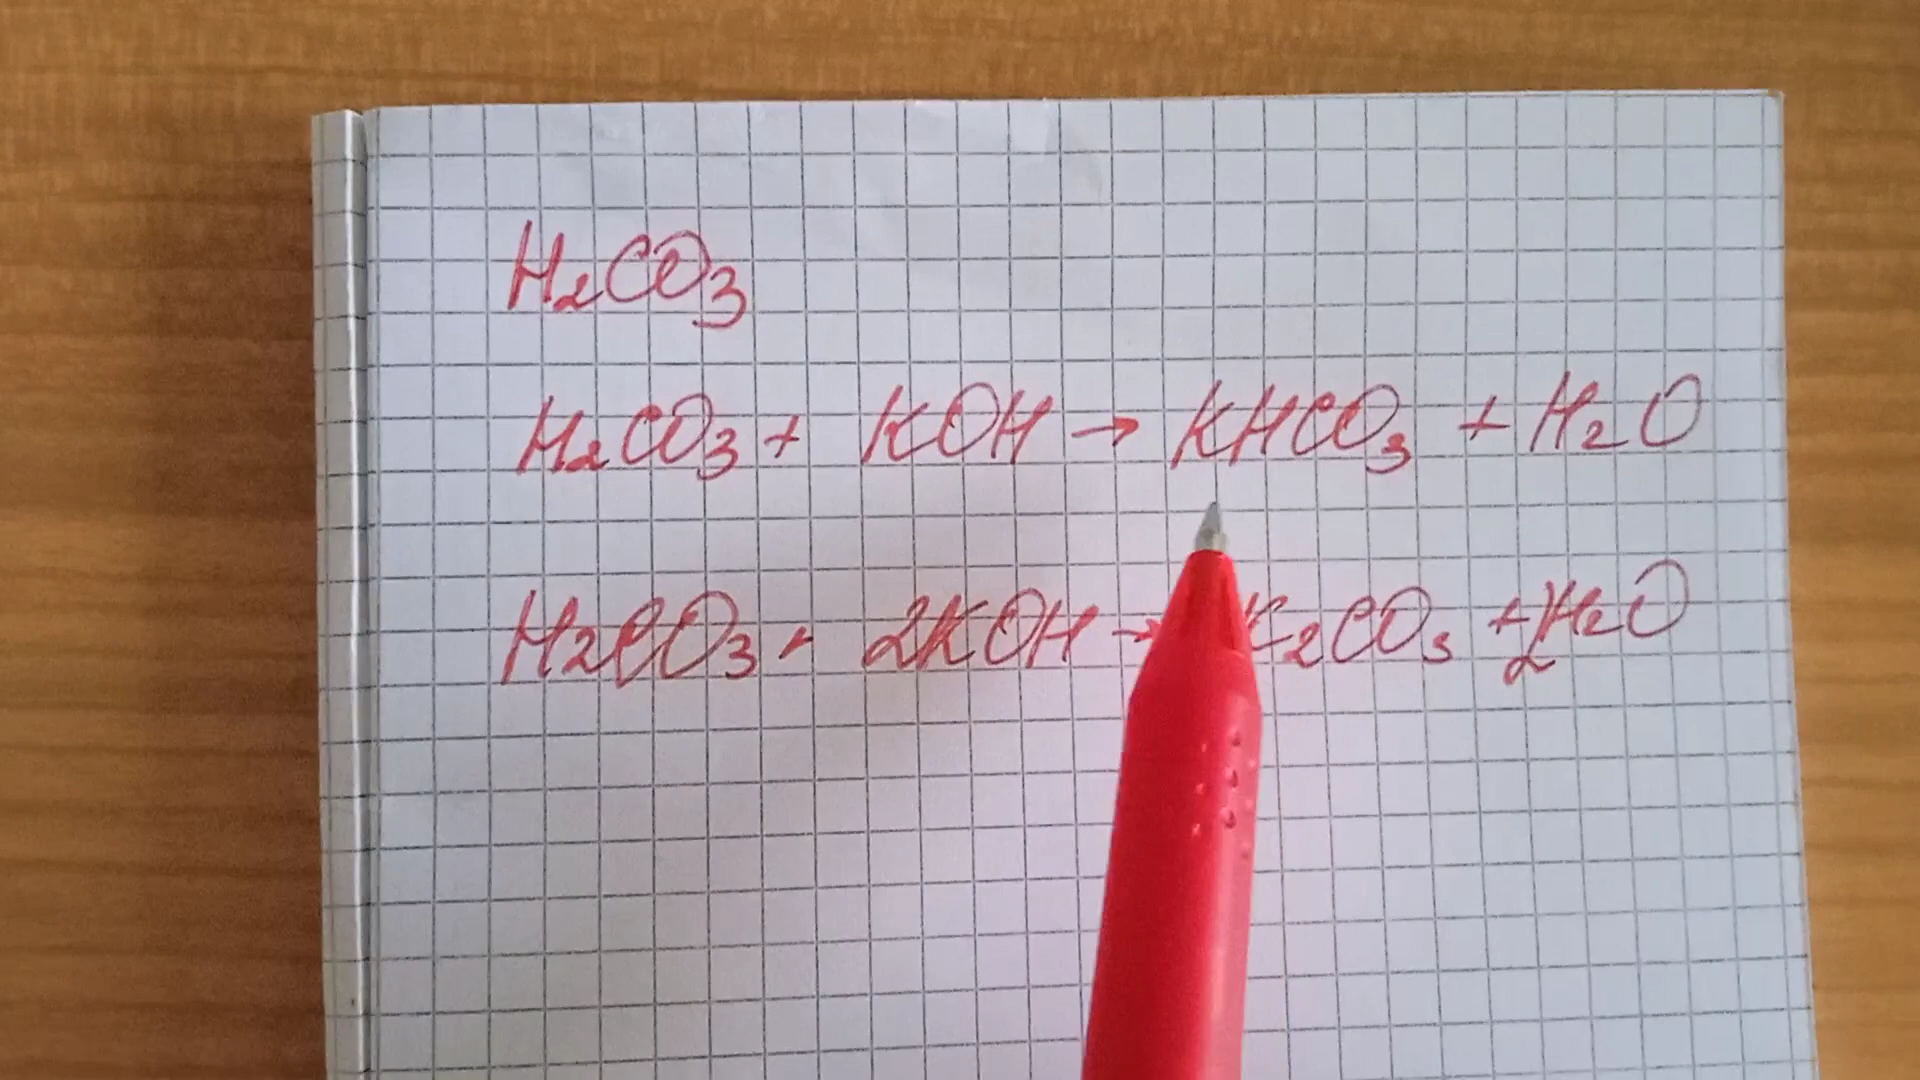 H₂CO₃
H₂CO₃ + KOH → KHCO₃ + H₂O
H₂CO₃ + 2KOH → K₂CO₃ + 2H₂O